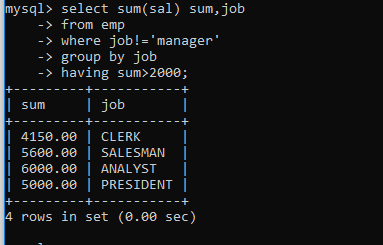 mysql> select sum(sal) sum,job
    -> from emp
    -> where job!='manager'
    -> group by job
    -> having sum>2000;
+---------+-----------+
| sum     | job       |
+---------+-----------+
| 4150.00 | CLERK     |
| 5600.00 | SALESMAN  |
| 6000.00 | ANALYST   |
| 5000.00 | PRESIDENT |
+---------+-----------+
4 rows in set (0.00 sec)